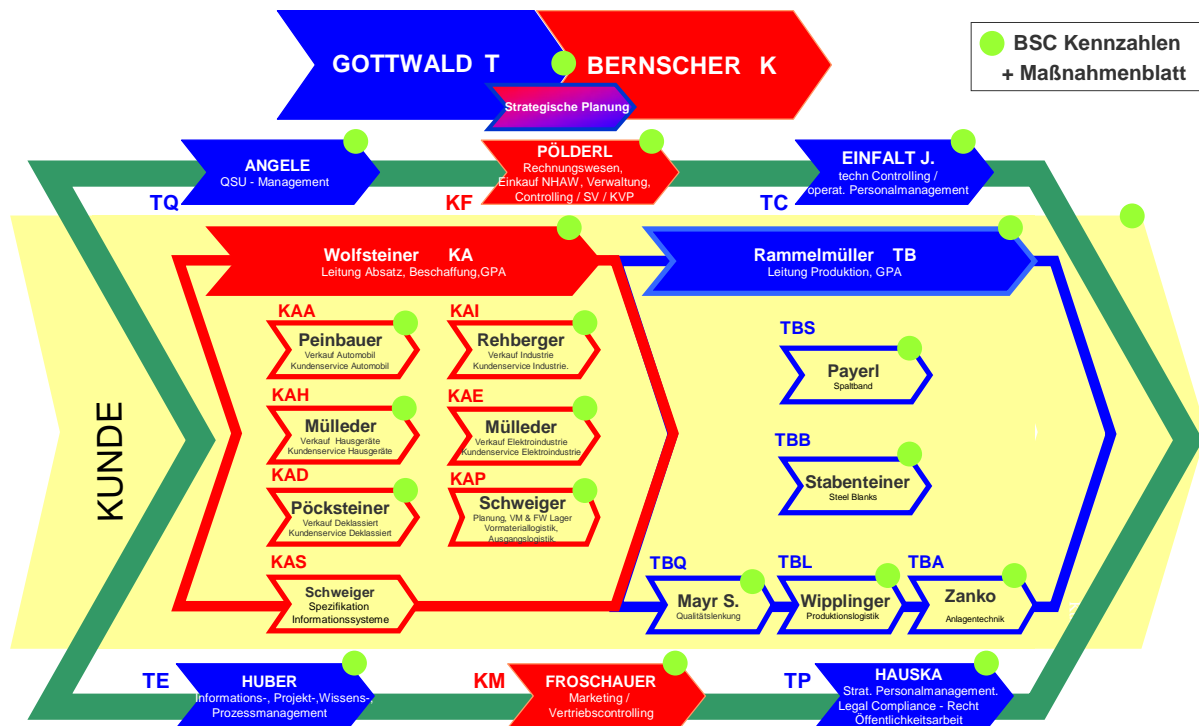 GOTTWALD T
BERNSCHER K
Strategische Planung
BSC Kennzahlen
+ Maßnahmenblatt
ANGELE
QSU - Management
TQ
PÖLDERL
Rechnungswesen,
Einkauf NHAW, Verwaltung,
Controlling / SV / KVP
KF
EINFALT J.
techn Controlling /
operat. Personalmanagement
TC
Wolfsteiner KA
Leitung Absatz, Beschaffung,GPA
Rammelmüller TB
Leitung Produktion, GPA
KUNDE
KAA
Peinbauer
Verkauf Automobil
Kundenservice Automobil
KAI
Rehberger
Verkauf Industrie
Kundenservice Industrie.
KAH
Mülleder
Verkauf Hausgeräte
Kundenservice Hausgeräte
KAE
Mülleder
Verkauf Elektroindustrie
Kundenservice Elektroindustrie
KAD
Pöcksteiner
Verkauf Deklassiert
Kundenservice Deklassiert
KAP
Schweiger
Planung, VM & FW Lager
Vormateriallogistik,
Ausgangslogistik.
KAS
Schweiger
Spezifikation
Informationssysteme
TBS
Payerl
Spaltband
TBB
Stabenteiner
Steel Blanks
TBQ
Mayr S.
Qualitätslenkung
TBL
Wipplinger
Produktionslogistik
TBA
Zanko
Anlagentechnik
TE
HUBER
Informations-, Projekt-,Wissens-,
Prozessmanagement
KM
FROSCHAUER
Marketing /
Vertriebscontrolling
TP
HAUSKA
Strat. Personalmanagement.
Legal Compliance - Recht
Öffentlichkeitsarbeit